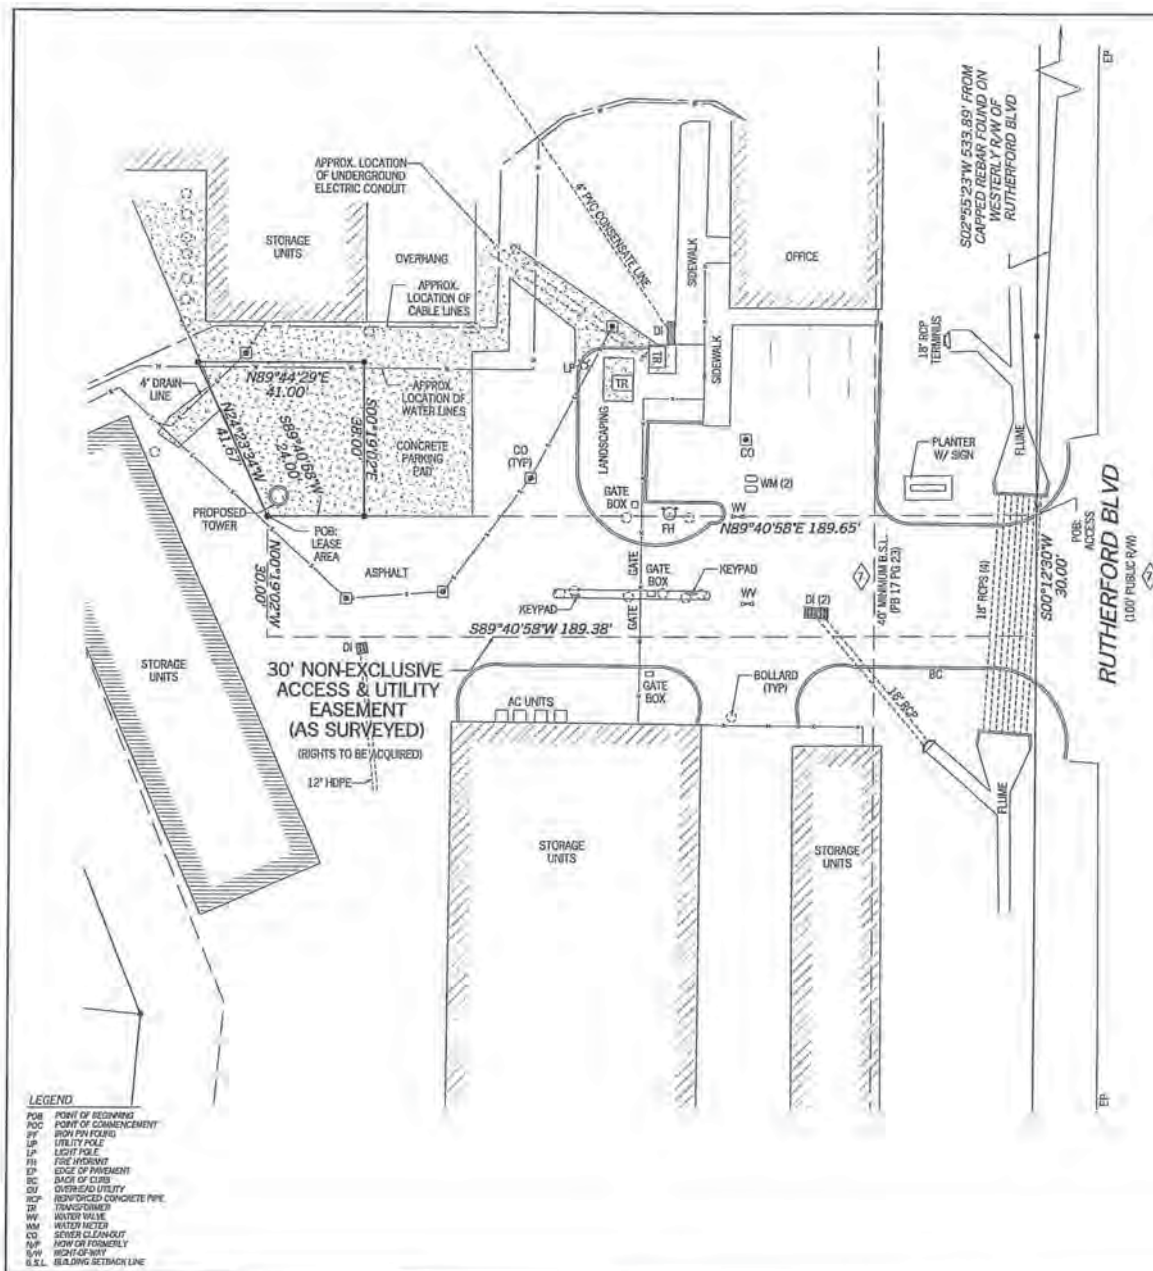 EP
S02°55'23"W 533.89' FROM
CAPPED REBAR FOUND ON
WESTERLY R/W OF
RUTHERFORD BLVD
APPROX. LOCATION
OF UNDERGROUND
ELECTRIC CONDUIT
4" PVC CONSENSATE LINE
STORAGE
UNITS
OVERHANG
SIDEWALK
OFFICE
APPROX.
LOCATION OF
CABLE LINES
DI
18" RCP
TERMINUS
TR
SIDEWALK
LP
TR
N89°44'29"E
41.00'
4" DRAIN
LINE
APPROX.
LOCATION OF
WATER LINES
N24°23'34"W
41.67'
S89°40'58"W
24.00'
S00°19'02"E
38.00'
CONCRETE
PARKING
PAD
LANDSCAPING
CO
(TYP)
CO
PLANTER
W/ SIGN
FLUME
WM (2)
GATE
BOX
PROPOSED
TOWER
POB:
LEASE
AREA
FH
WV
N89°40'58"E 189.65'
POB:
ACCESS
RUTHERFORD BLVD
(100' PUBLIC R/W)
N00°19'02"W
30.00'
ASPHALT
GATE
GATE
BOX
KEYPAD
KEYPAD
GATE
WV
DI (2)
40' MINIMUM B.S.L.
(PB 17 PG 23)
1
18" RCPS (4)
S00°12'30"W
30.00'
2
S89°40'58"W 189.38'
DI
STORAGE
UNITS
30' NON-EXCLUSIVE
ACCESS & UTILITY
EASEMENT
(AS SURVEYED)
(RIGHTS TO BE ACQUIRED)
12" HDPE
AC UNITS
GATE
BOX
BOLLARD
(TYP)
BC
18" RCP
FLUME
STORAGE
UNITS
STORAGE
UNITS
EP
LEGEND
POB POINT OF BEGINNING
POC POINT OF COMMENCEMENT
IPF IRON PIN FOUND
UP UTILITY POLE
LP LIGHT POLE
FH FIRE HYDRANT
EP EDGE OF PAVEMENT
BC BACK OF CURB
OU OVERHEAD UTILITY
RCP REINFORCED CONCRETE PIPE
TR TRANSFORMER
WV WATER VALVE
WM WATER METER
CO SEWER CLEAN-OUT
N/F NOW OR FORMERLY
R/W RIGHT-OF-WAY
B.S.L. BUILDING SETBACK LINE